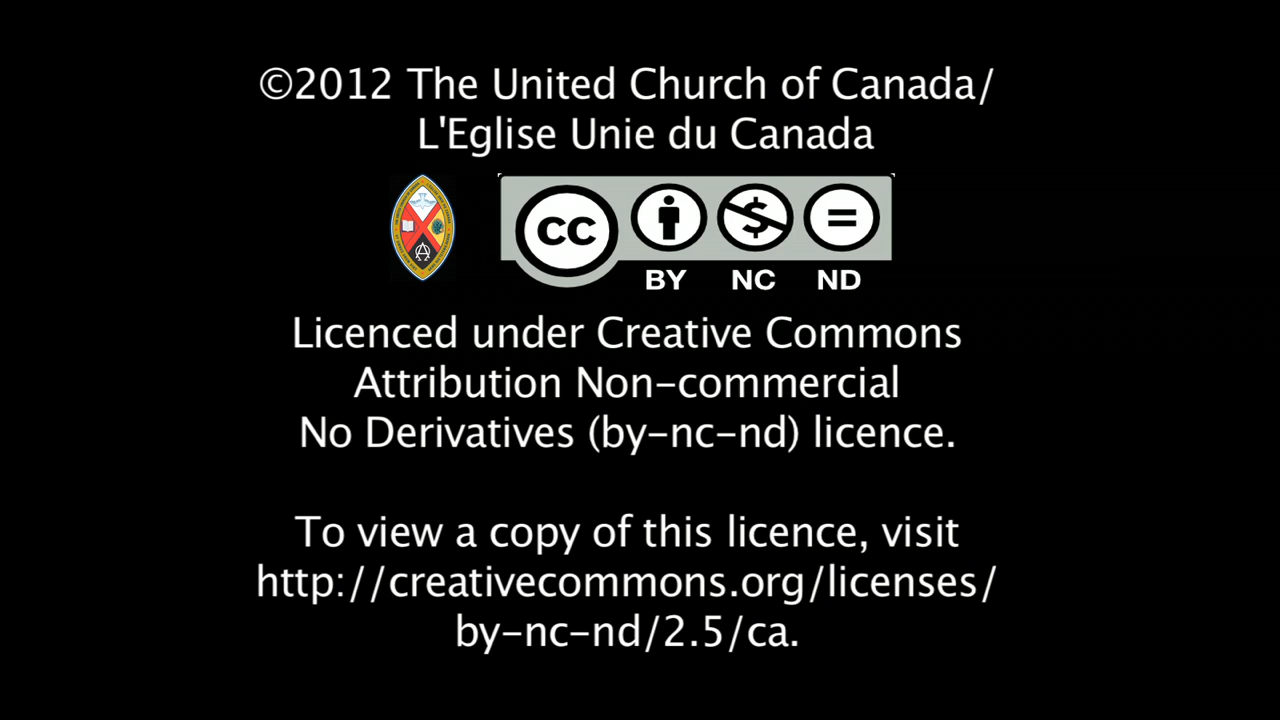 ©2012 The United Church of Canada/
L'Eglise Unie du Canada
CC
BY NC ND
Licenced under Creative Commons
Attribution Non-commercial
No Derivatives (by-nc-nd) licence.
To view a copy of this licence, visit
http://creativecommons.org/licenses/
by-nc-nd/2.5/ca.